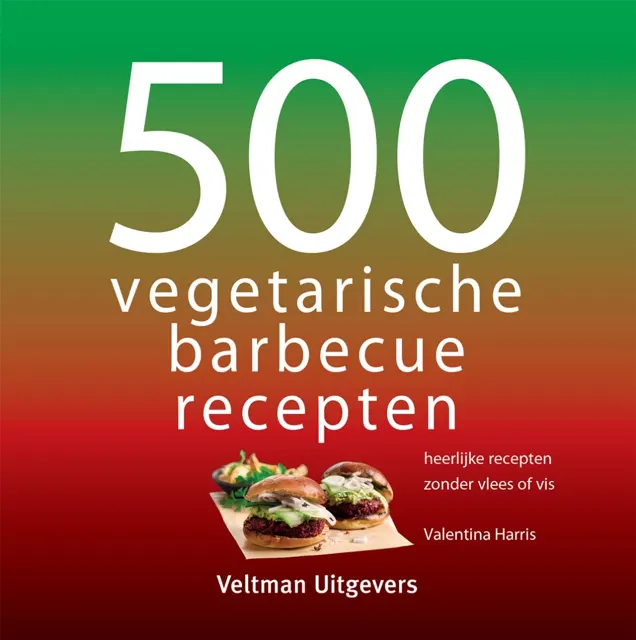 500
vegetarische
barbecue
recepten
heerlijke recepten
zonder vlees of vis
Valentina Harris
Veltman Uitgevers